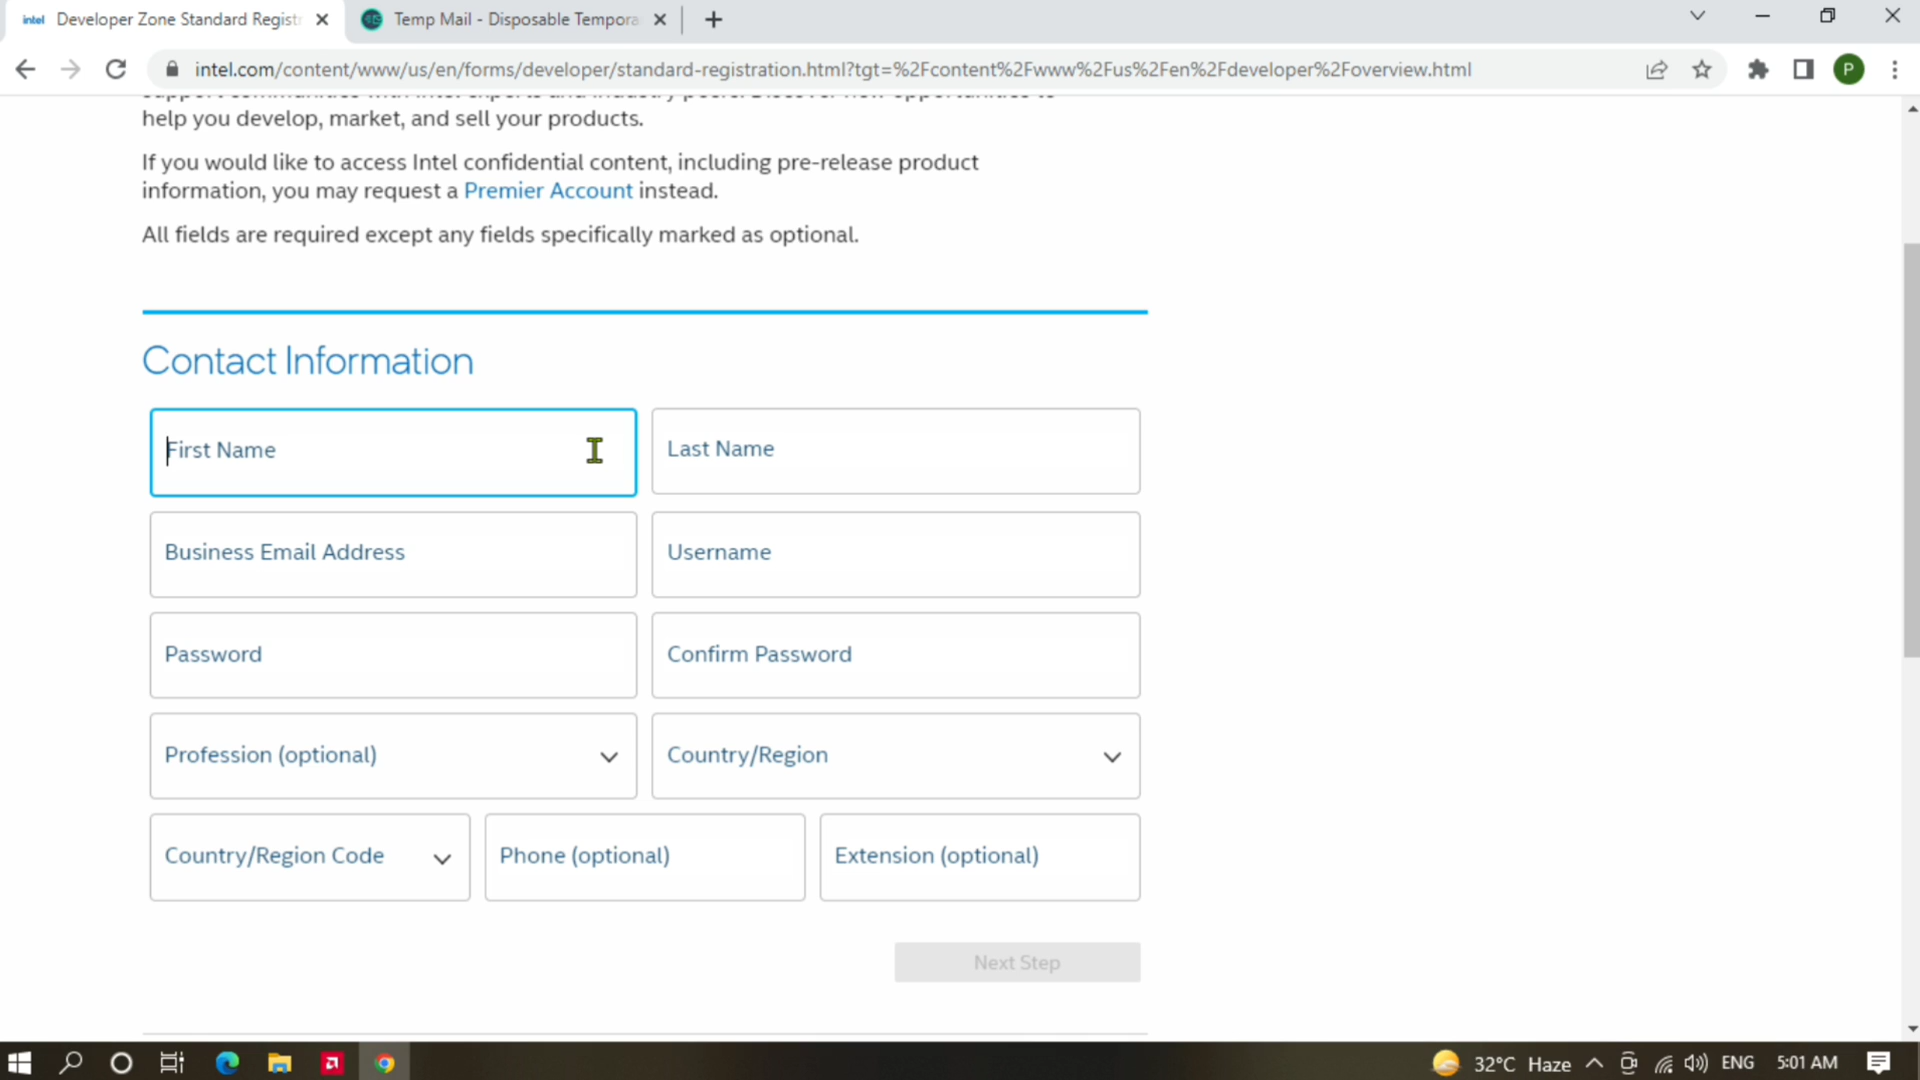 intel Developer Zone Standard Registr
Temp Mail - Disposable Tempora
intel.com/content/www/us/en/forms/developer/standard-registration.html?tgt=%2Fcontent%2Fwww%2Fus%2Fen%2Fdeveloper%2Foverview.html
P
help you develop, market, and sell your products.
If you would like to access Intel confidential content, including pre-release product
information, you may request a Premier Account instead.
All fields are required except any fields specifically marked as optional.
Contact Information
First Name
Last Name
Business Email Address
Username
Password
Confirm Password
Profession (optional)
Country/Region
Country/Region Code
Phone (optional)
Extension (optional)
Next Step
32°C Haze
ENG
5:01 AM